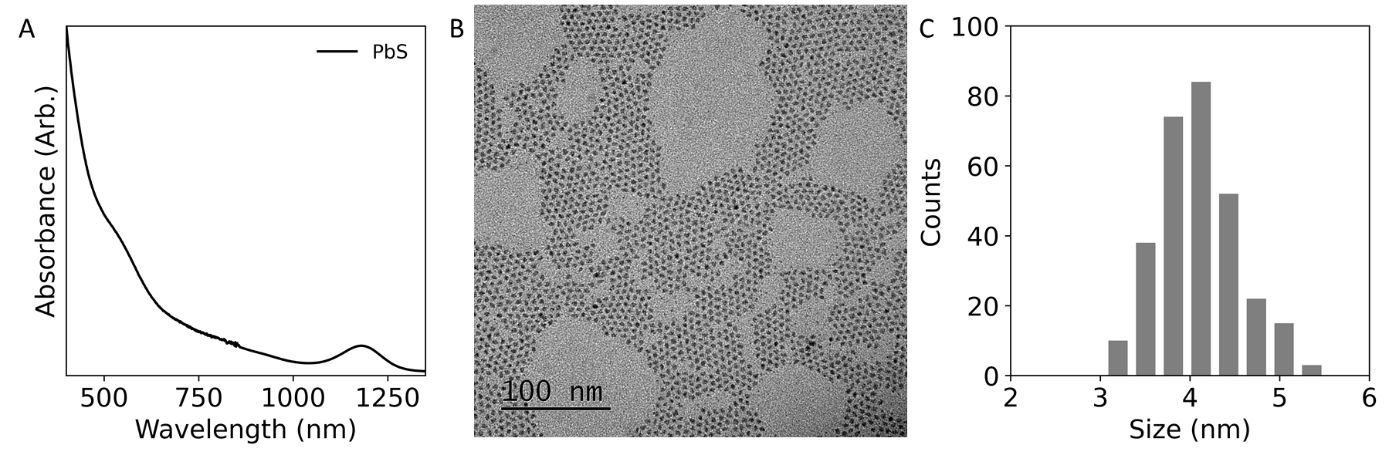 A
Absorbance (Arb.)
PbS
500 750 1000 1250
Wavelength (nm)
B
100 nm
C
Counts
100
80
60
40
20
0
2 3 4 5 6
Size (nm)